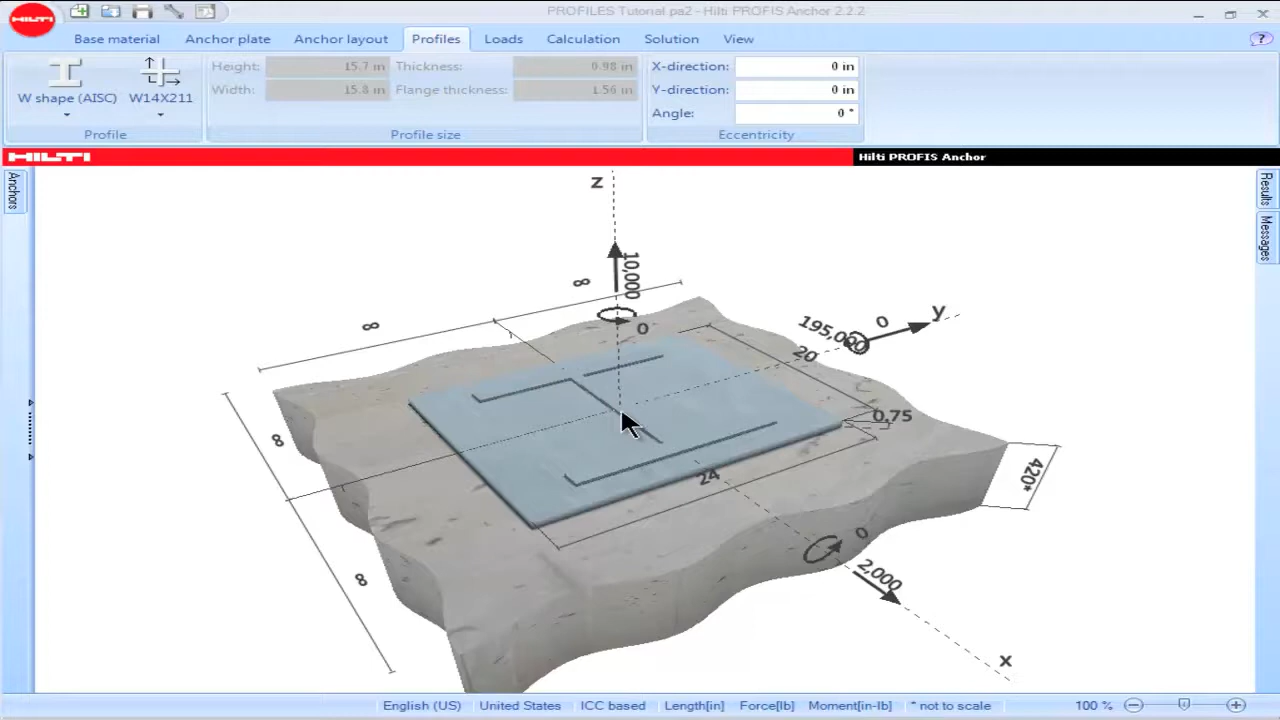 PROFILES Tutorial pa2 - Hilti PROFIS Anchor 2.2.2
HILTI
Base material Anchor plate Anchor layout Profiles Loads Calculation Solution View
Height: 15.7 in Thickness: 0.98 in X-direction: 0 in
Width: 15.8 in Flange thickness: 1.56 in Y-direction: 0 in
W shape (AISC) W14X211 Angle: 0 °
Profile Profile size Eccentricity
HILTI Hilti PROFIS Anchor
Anchors
Results
Messages
z
10,000
∞
0
∞
y
0
195,000
20
0.75
8
24
420*
8
0
2,000
x
English (US) United States ICC based Length[in] Force[lb] Moment[in-lb] * not to scale 100 %